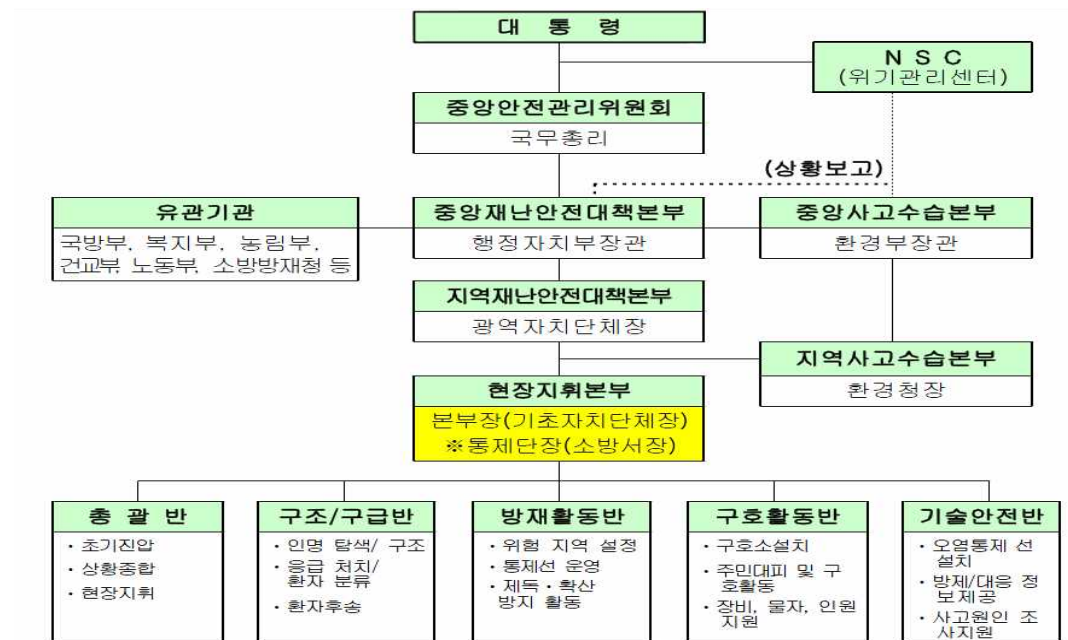 대 통 령
N S C
(위기관리센터)
중앙안전관리위원회
국무총리
(상황보고)
유관기관
국방부, 복지부, 농림부,
건교부, 노동부, 소방방재청 등
중앙재난안전대책본부
행정자치부장관
중앙사고수습본부
환경부장관
지역재난안전대책본부
광역자치단체장
지역사고수습본부
환경청장
현장지휘본부
본부장(기초자치단체장)
※통제단장(소방서장)
총 괄 반
· 초기진압
· 상황종합
· 현장지휘
구조/구급반
· 인명 탐색/ 구조
· 응급 처치/
환자 분류
· 환자후송
방재활동반
· 위험 지역 설정
· 통제선 운영
· 제독 · 확산
방지 활동
구호활동반
· 구호소설치
· 주민대피 및 구
호활동
· 장비, 물자, 인원
지원
기술안전반
· 오염통제 선
설치
· 방제/대응 정
보제공
· 사고원인 조
사지원